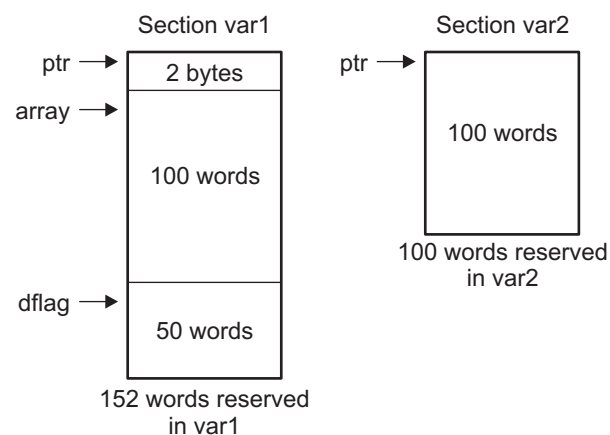 Section var1
ptr
2 bytes
array
100 words
dflag
50 words
152 words reserved
in var1
Section var2
ptr
100 words
100 words reserved
in var2